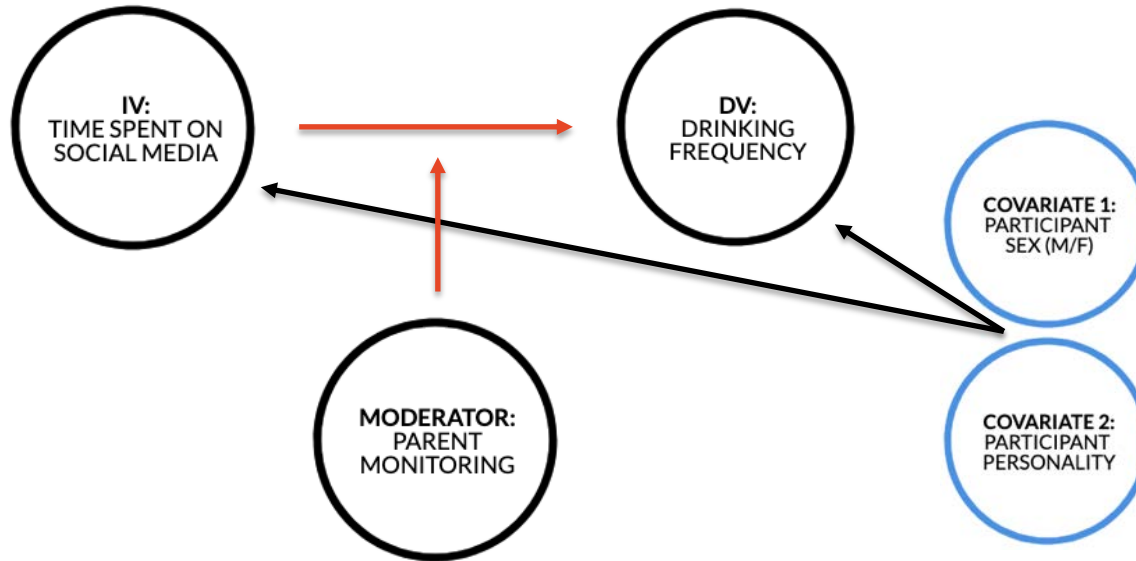 IV:
TIME SPENT ON
SOCIAL MEDIA
DV:
DRINKING
FREQUENCY
COVARIATE 1:
PARTICIPANT
SEX (M/F)
MODERATOR:
PARENT
MONITORING
COVARIATE 2:
PARTICIPANT
PERSONALITY